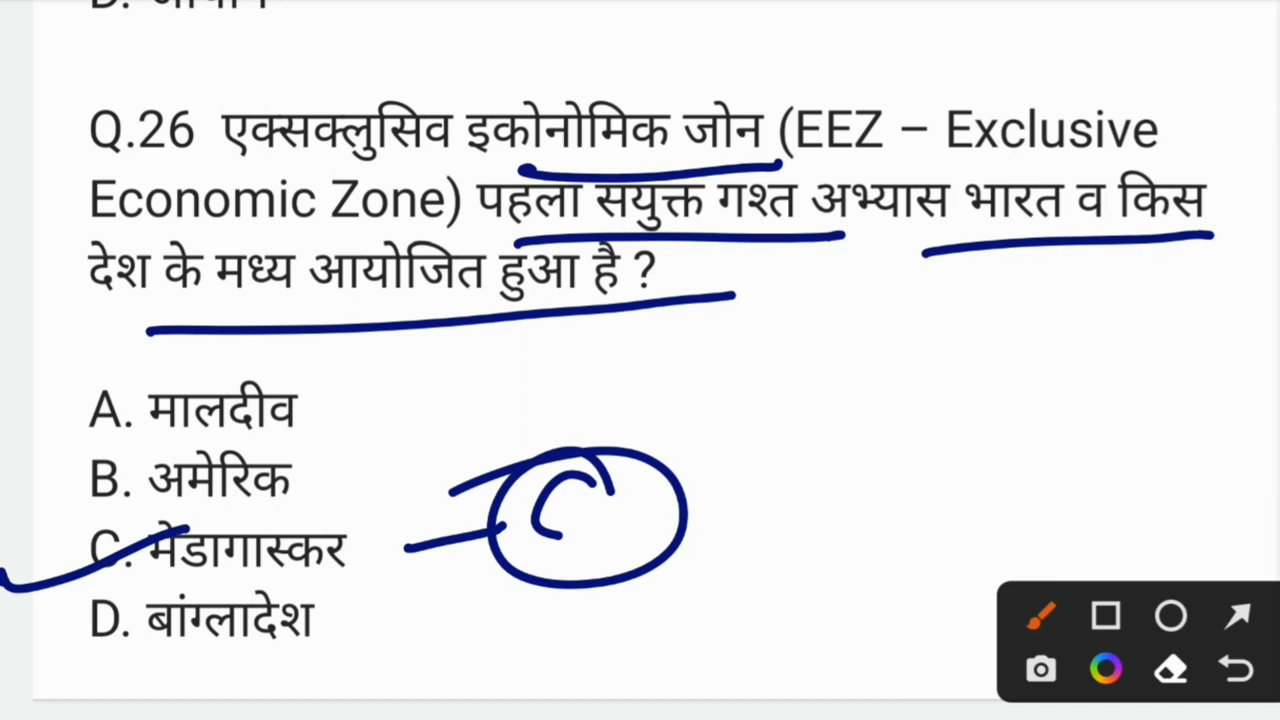 Q.26 एक्सक्लुसिव इकोनोमिक जोन (EEZ – Exclusive
Economic Zone) पहला सयुक्त गश्त अभ्यास भारत व किस
देश के मध्य आयोजित हुआ है ?
A. मालदीव
B. अमेरिक
C. मेडागास्कर
D. बांग्लादेश
C